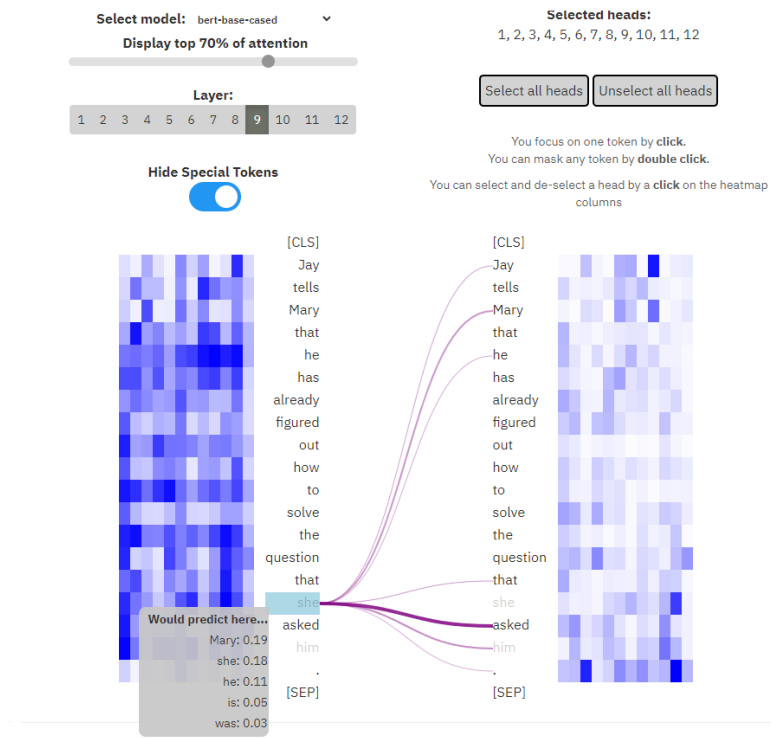 Select model: bert-base-cased
Display top 70% of attention
Layer:
1 2 3 4 5 6 7 8 9 10 11 12
Hide Special Tokens
Selected heads:
1, 2, 3, 4, 5, 6, 7, 8, 9, 10, 11, 12
Select all heads Unselect all heads
You focus on one token by click.
You can mask any token by double click.
You can select and de-select a head by a click on the heatmap
columns
[CLS] [CLS]
Jay Jay
tells tells
Mary Mary
that that
he he
has has
already already
figured figured
out out
how how
to to
solve solve
the the
question question
that that
she she
asked asked
him him
. .
[SEP] [SEP]
Would predict here...
Mary: 0.19
she: 0.18
he: 0.11
is: 0.05
was: 0.03